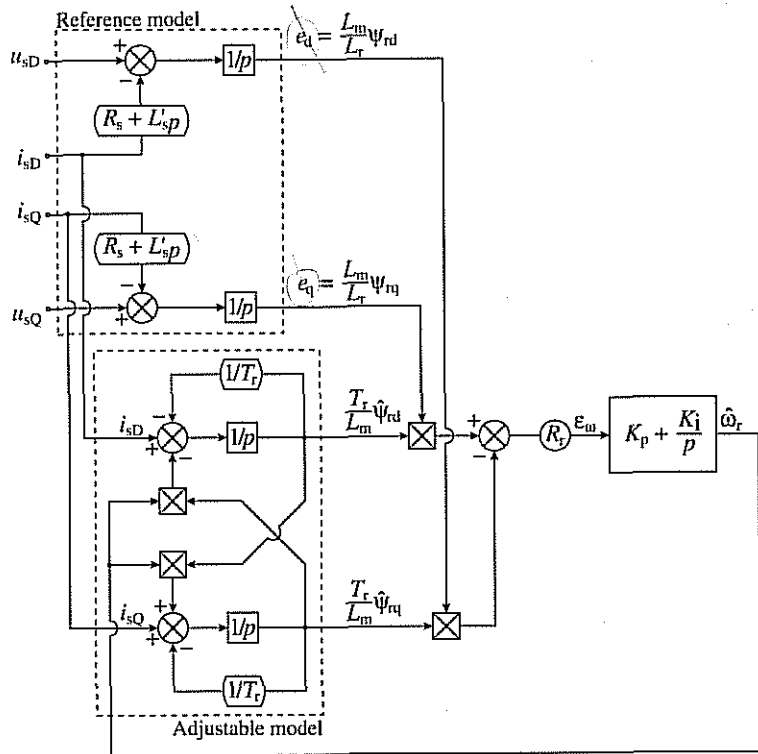 Reference model
u_sD
+
−
1/p
e_d = L_m/L_r ψ_rd
(R_s + L'_s p)
i_sD
i_sQ
(R_s + L'_s p)
−
+
u_sQ
1/p
e_q = L_m/L_r ψ_rq
(1/T_r)
−
i_sD
+
−
1/p
T_r/L_m ψ̂_rd
+
−
R_r
ε_ω
K_p + K_i/p
ω̂_r
+
i_sQ
+
−
1/p
T_r/L_m ψ̂_rq
(1/T_r)
Adjustable model